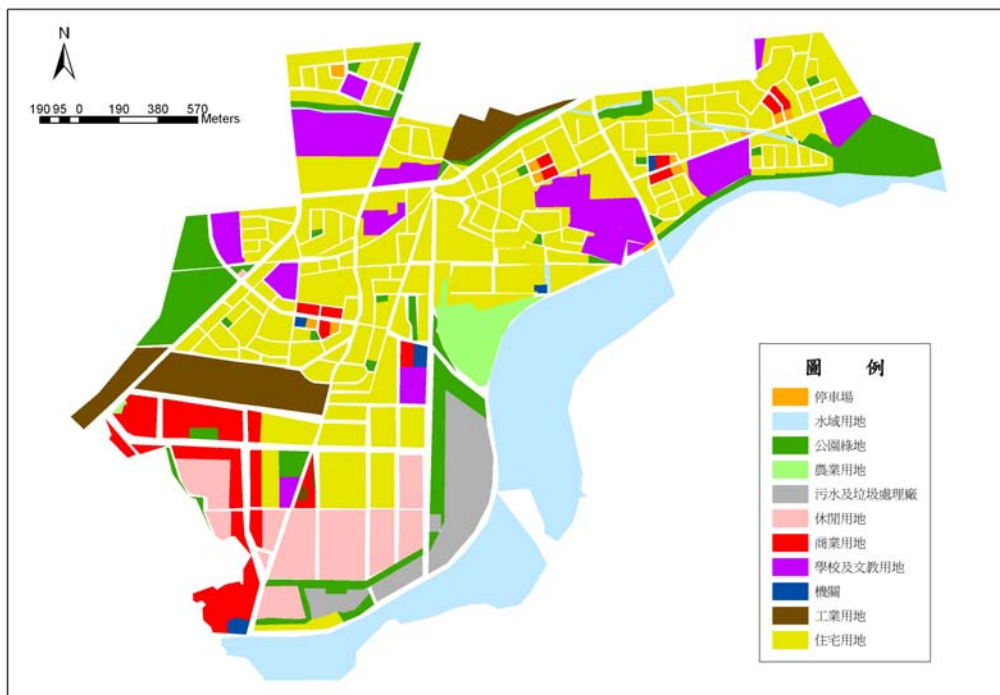 N
190 95 0 190 380 570
Meters
圖 例
停車場
水域用地
公園綠地
農業用地
污水及垃圾處理廠
休閒用地
商業用地
學校及文教用地
機關
工業用地
住宅用地